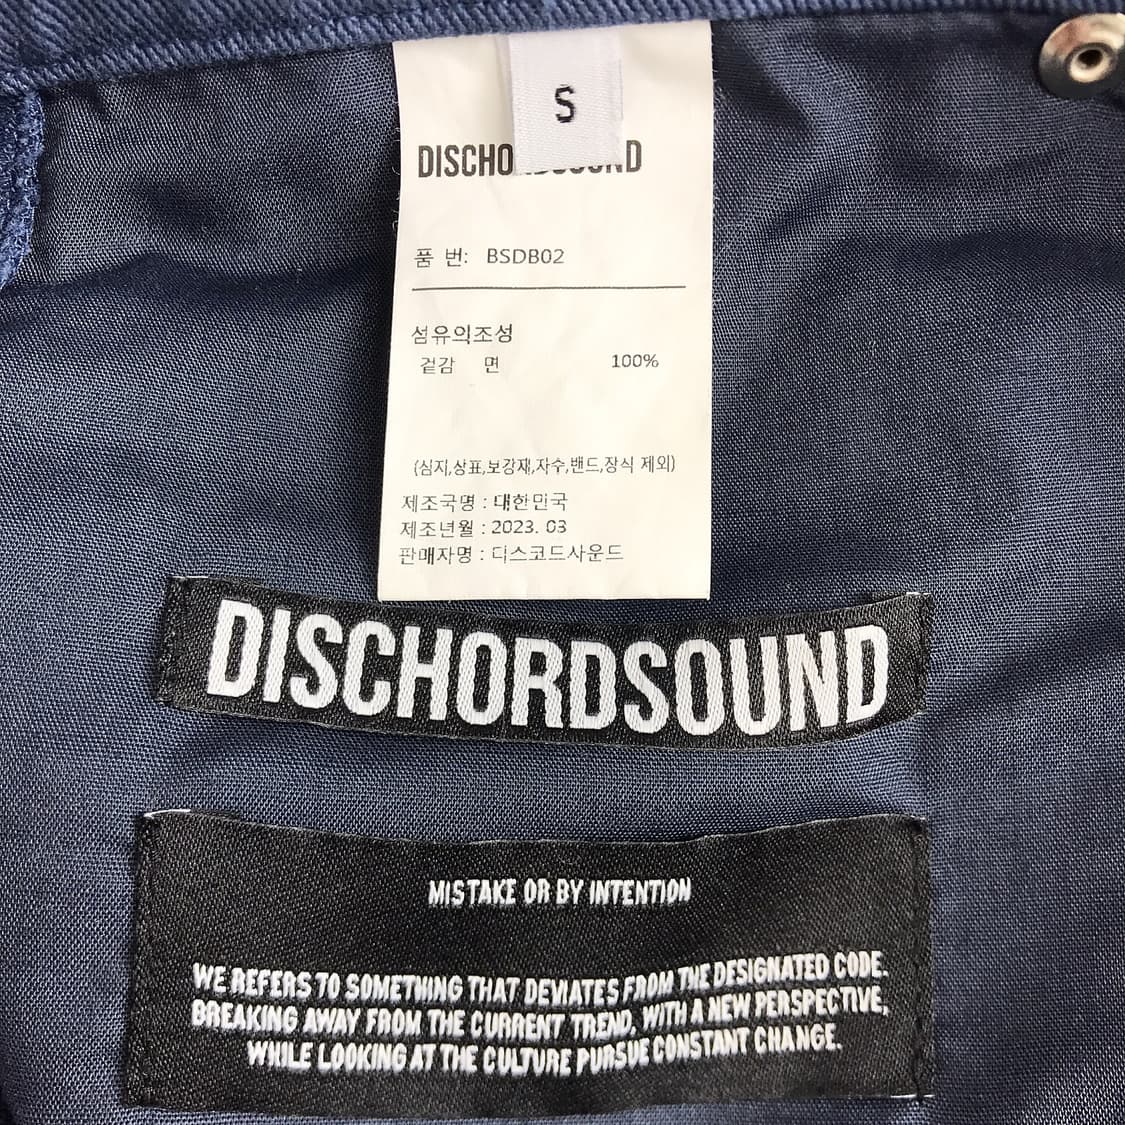 S
DISCHORDSOUND
품 번: BSDB02
섬유의조성
겉감 면 100%
(심지,상표,보강재,자수,밴드,장식 제외)
제조국명 : 대한민국
제조년월 : 2023. 03
판매자명 : 디스코드사운드
DISCHORDSOUND
MISTAKE OR BY INTENTION
WE REFERS TO SOMETHING THAT DEVIATES FROM THE DESIGNATED CODE.
BREAKING AWAY FROM THE CURRENT TREND, WITH A NEW PERSPECTIVE,
WHILE LOOKING AT THE CULTURE PURSUE CONSTANT CHANGE.